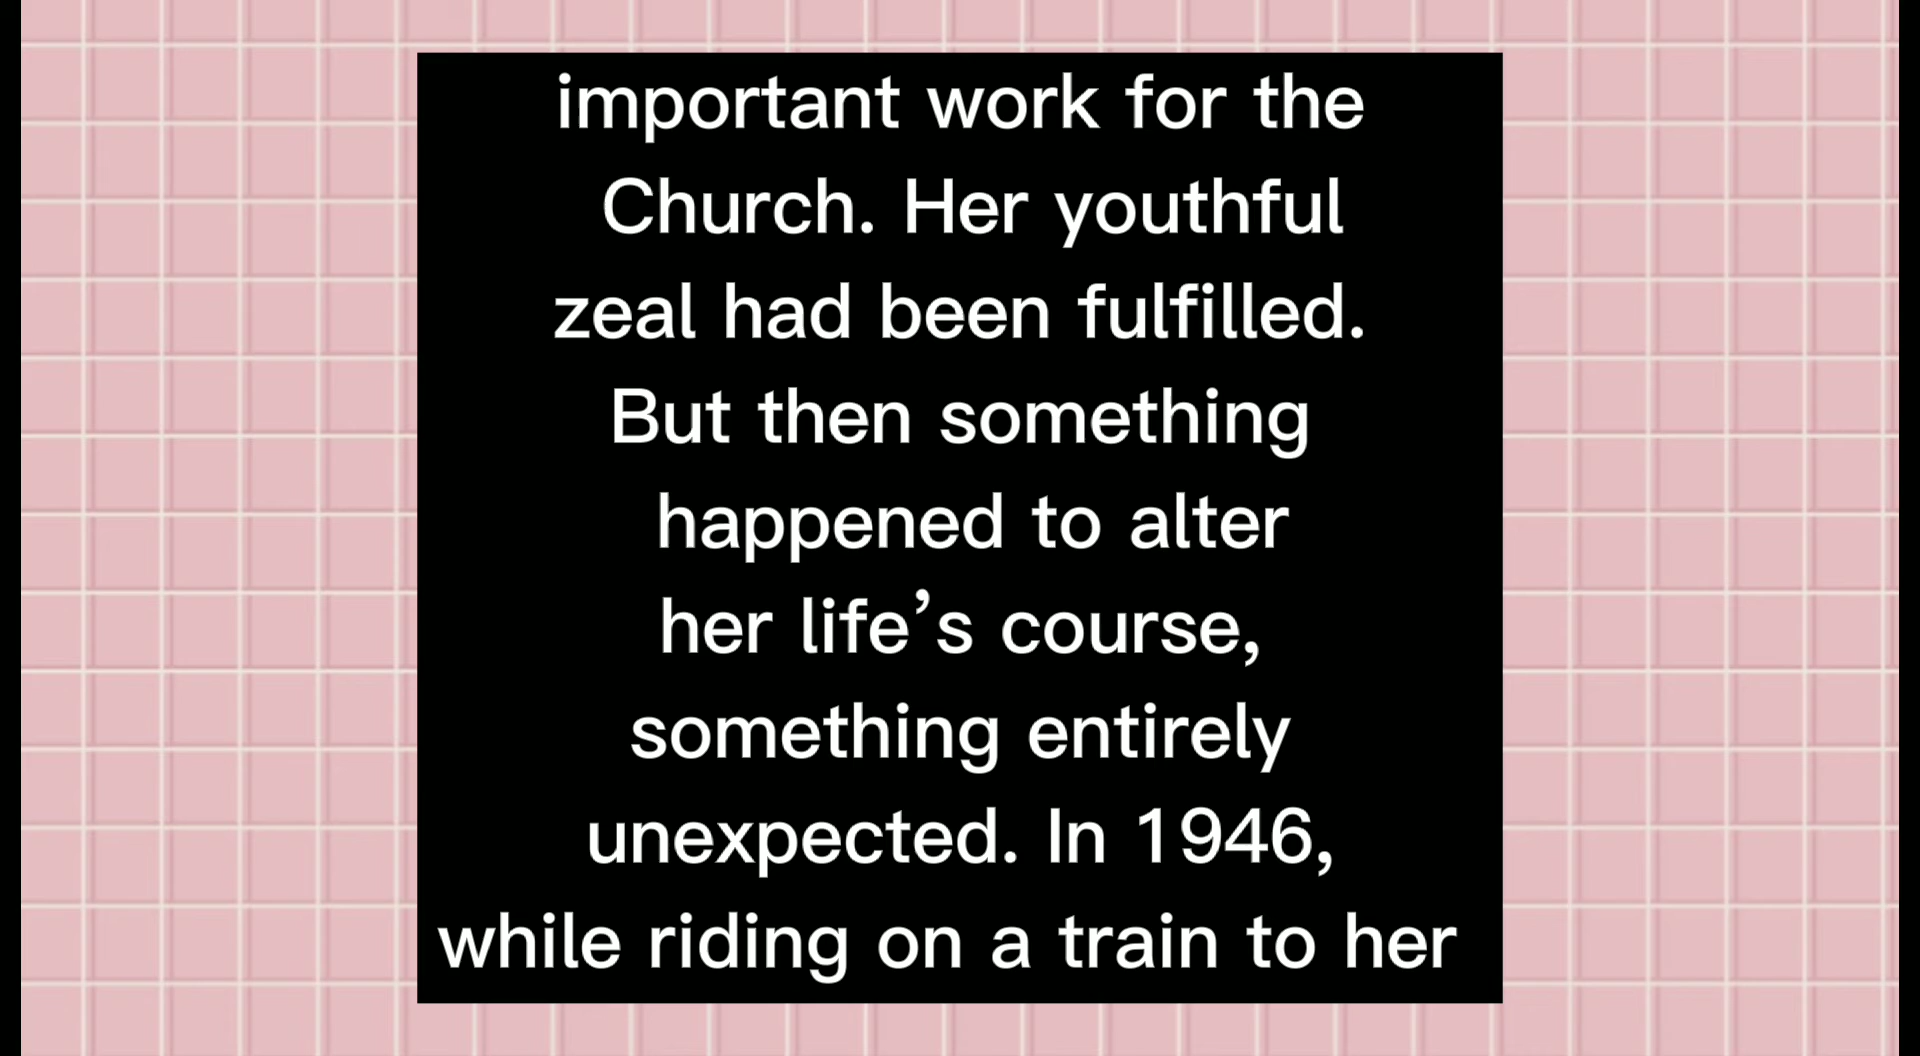 important work for the
Church. Her youthful
zeal had been fulfilled.
But then something
happened to alter
her life’s course,
something entirely
unexpected. In 1946,
while riding on a train to her